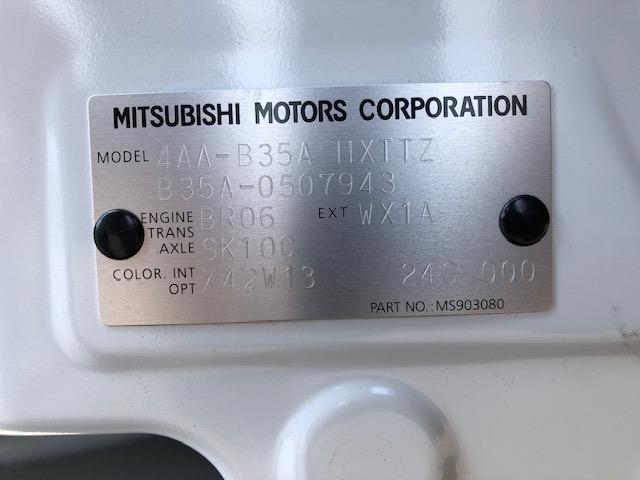 MITSUBISHI MOTORS CORPORATION
MODEL 4AA-B35A HXTTZ
B35A-0507943
ENGINE BR06 EXT WX1A
TRANS
AXLE SK100
COLOR. INT X42W13 24C 000
OPT
PART NO.:MS903080